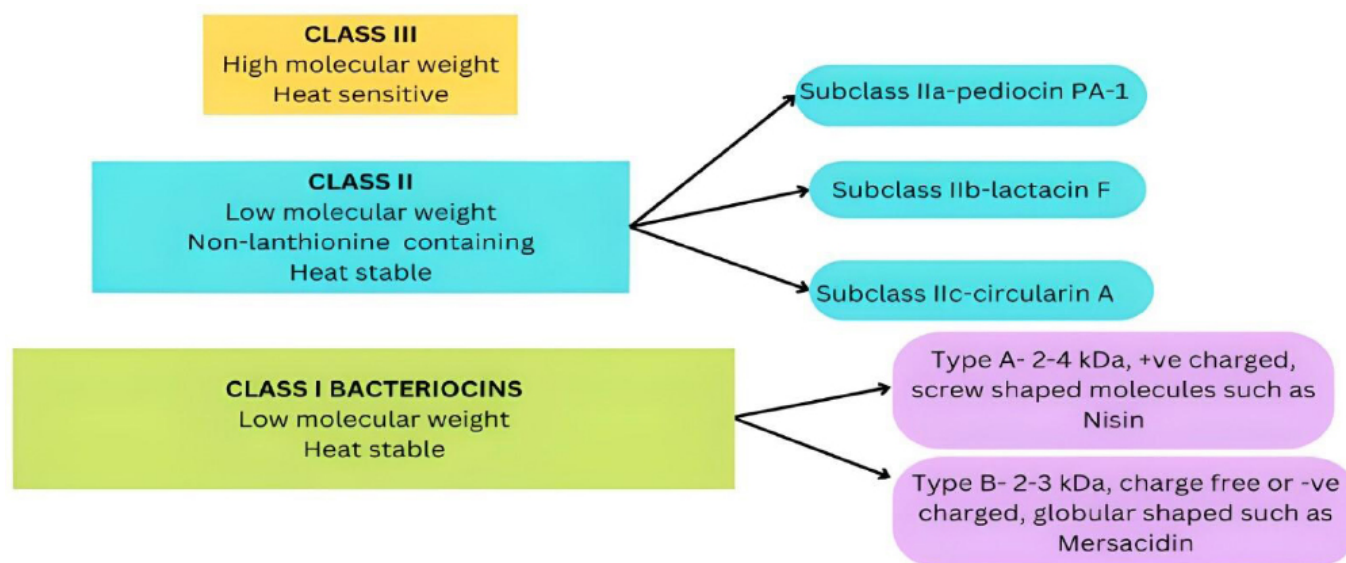 CLASS III
High molecular weight
Heat sensitive
CLASS II
Low molecular weight
Non-lanthionine containing
Heat stable
Subclass IIa-pediocin PA-1
Subclass IIb-lactacin F
Subclass IIc-circularin A
CLASS I BACTERIOCINS
Low molecular weight
Heat stable
Type A- 2-4 kDa, +ve charged,
screw shaped molecules such as
Nisin
Type B- 2-3 kDa, charge free or -ve
charged, globular shaped such as
Mersacidin